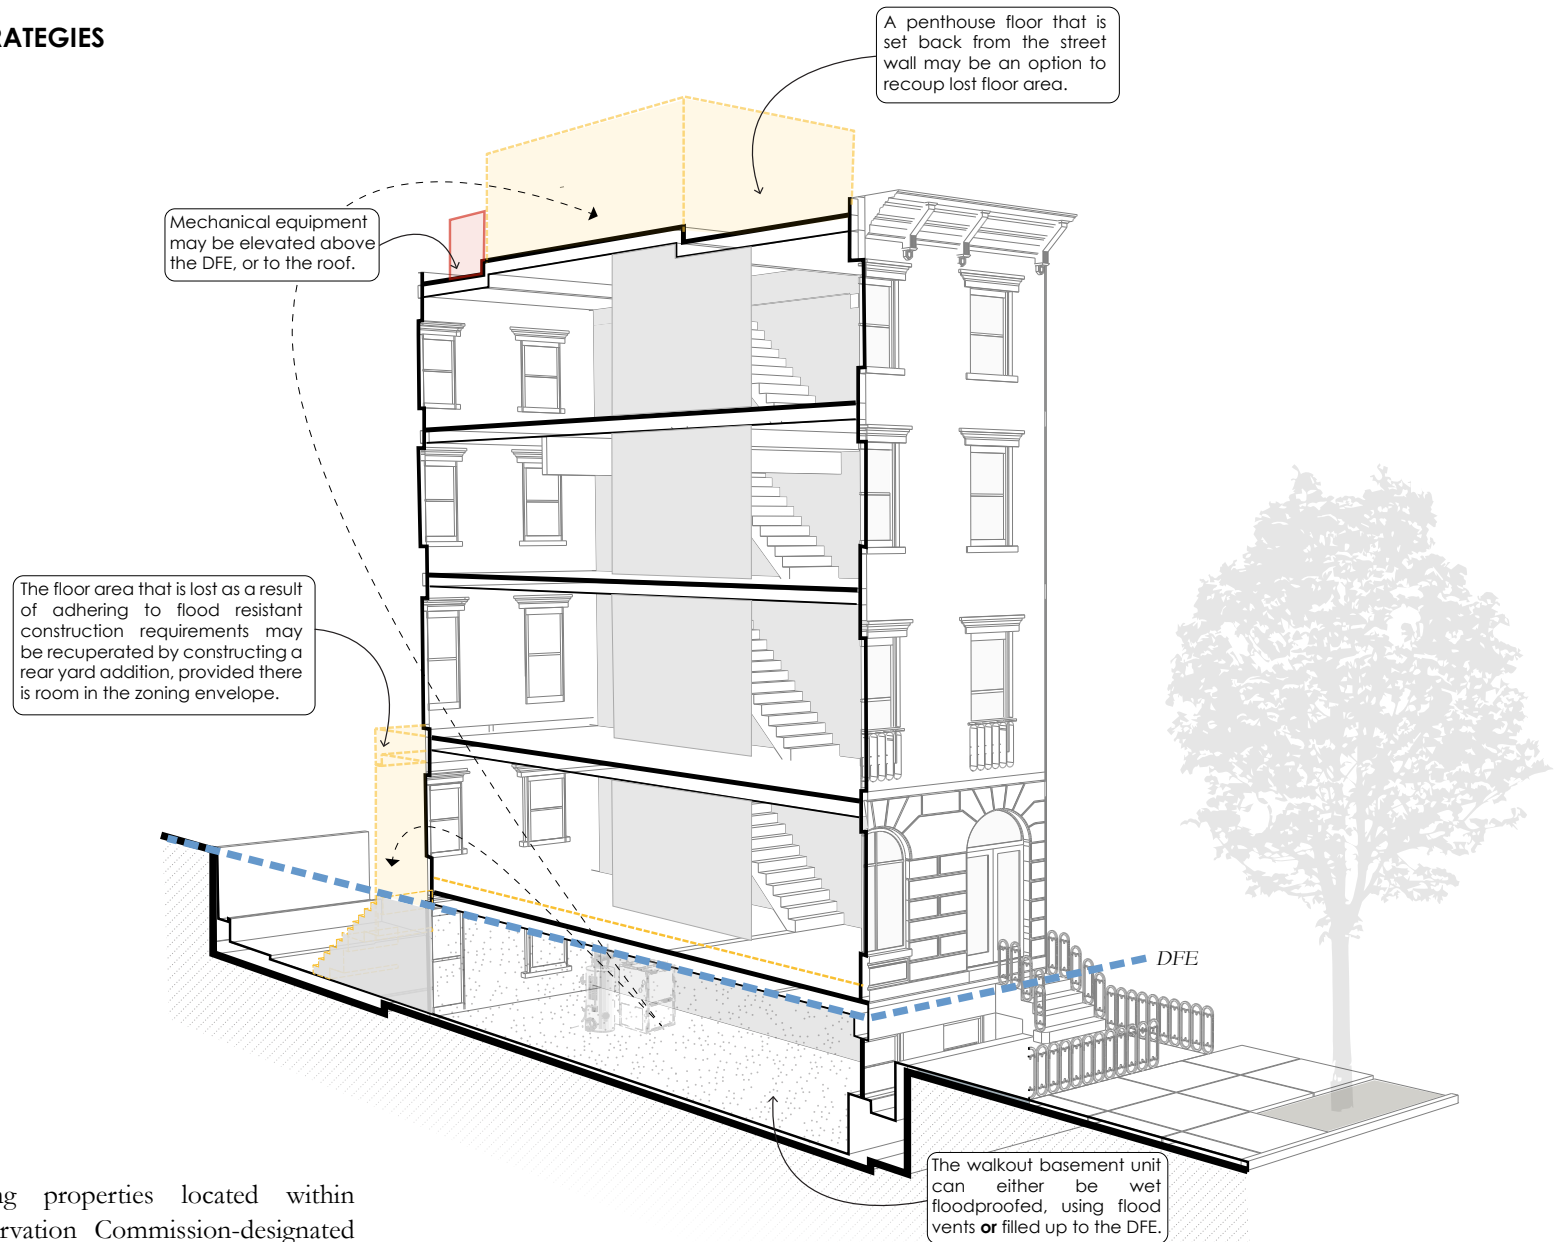 RATEGIES
A penthouse floor that is
set back from the street
wall may be an option to
recoup lost floor area.
Mechanical equipment
may be elevated above
the DFE, or to the roof.
The floor area that is lost as a result
of adhering to flood resistant
construction requirements may
be recuperated by constructing a
rear yard addition, provided there
is room in the zoning envelope.
DFE
The walkout basement unit
can either be wet
floodproofed, using flood
vents or filled up to the DFE.
ng properties located within
rvation Commission-designated